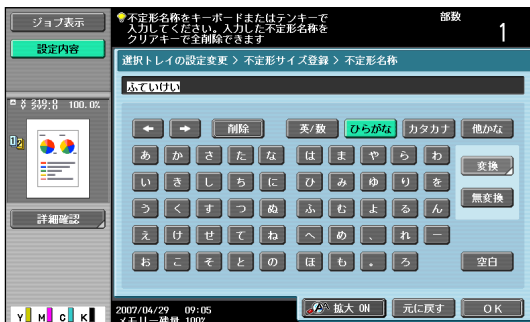 ジョブ表示
設定内容
不定形名称をキーボードまたはテンキーで
入力してください。入力した不定形名称を
クリアキーで全削除できます
部数
1
選択トレイの設定変更 > 不定形サイズ登録 > 不定形名称
ふていけい
100.0%
詳細確認
削除 英/数 ひらがな カタカナ 他かな
あ か さ た な は ま や ら わ 変換
い き し ち に ひ み ゆ り を 無変換
う く す つ ぬ ふ む よ る ん
え け せ て ね へ め 、 れ ー
お こ そ と の ほ も . ろ 空白
拡大 ON 元に戻す OK
Y M C K
2007/04/29 09:05
メモリー残量 100%